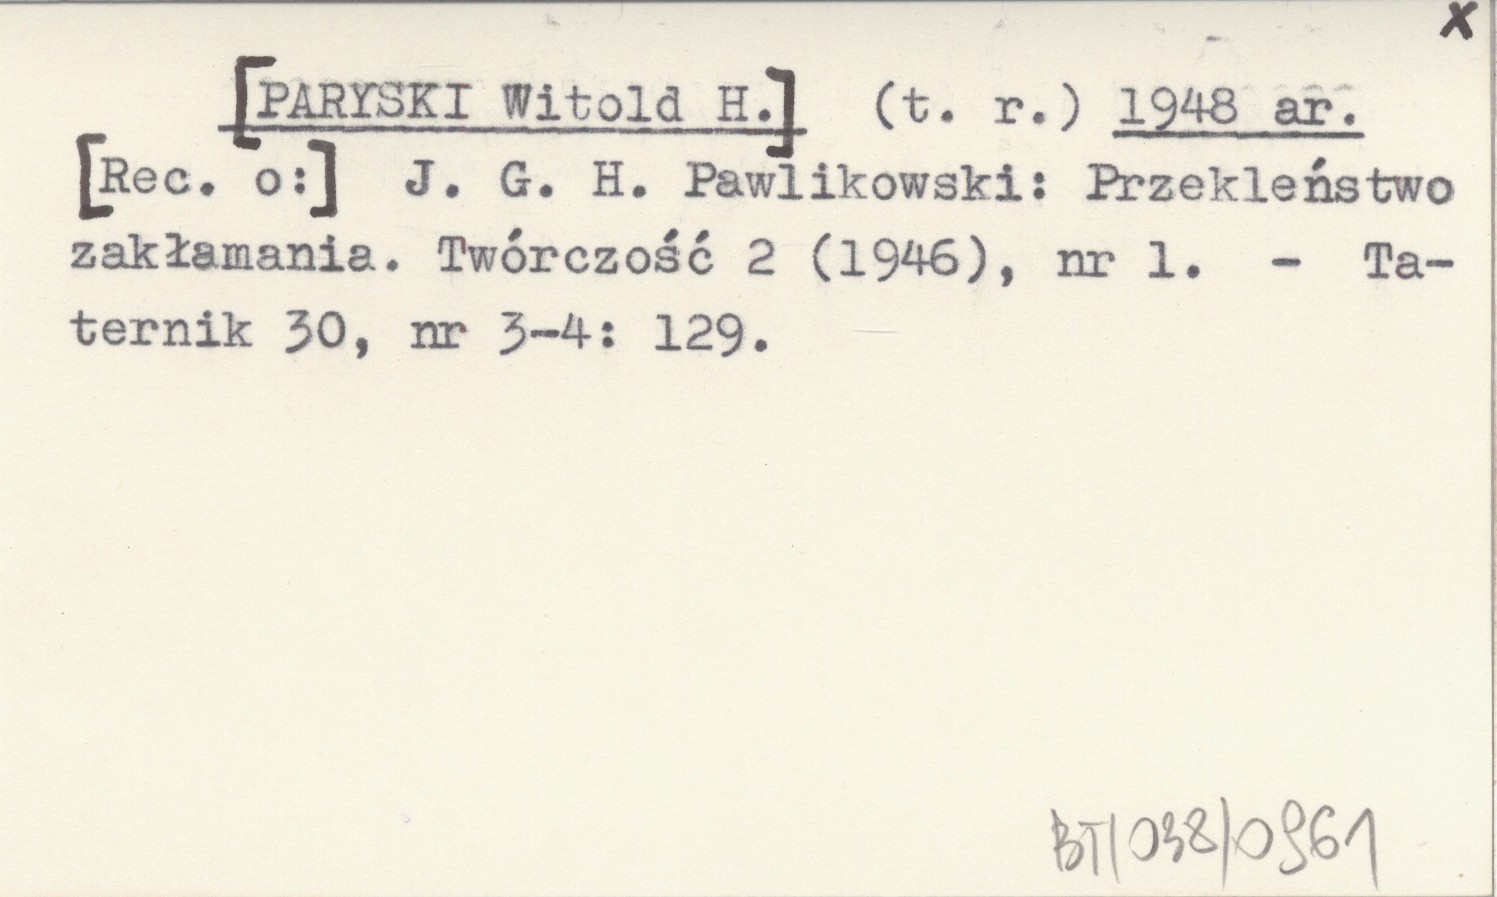 x
[PARYSKI Witold H.] (t. r.) 1948 ar.
[Rec. o:] J. G. H. Pawlikowski: Przekleństwo
zakłamania. Twórczość 2 (1946), nr 1. - Ta-
ternik 30, nr 3-4: 129.
BT/038/0961